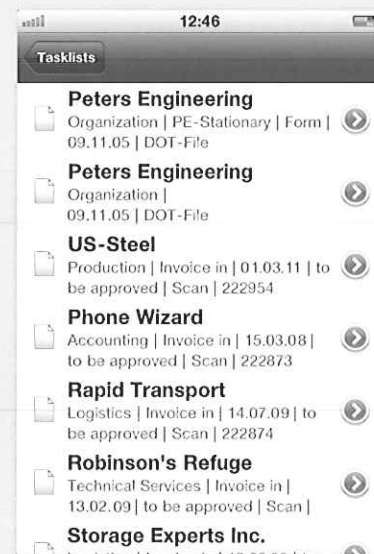 12:46
Tasklists
Peters Engineering
Organization | PE-Stationary | Form |
09.11.05 | DOT-File
Peters Engineering
Organization |
09.11.05 | DOT-File
US-Steel
Production | Invoice in | 01.03.11 | to
be approved | Scan | 222954
Phone Wizard
Accounting | Invoice in | 15.03.08 |
to be approved | Scan | 222873
Rapid Transport
Logistics | Invoice in | 14.07.09 | to
be approved | Scan | 222874
Robinson's Refuge
Technical Services | Invoice in |
13.02.09 | to be approved | Scan |
Storage Experts Inc.